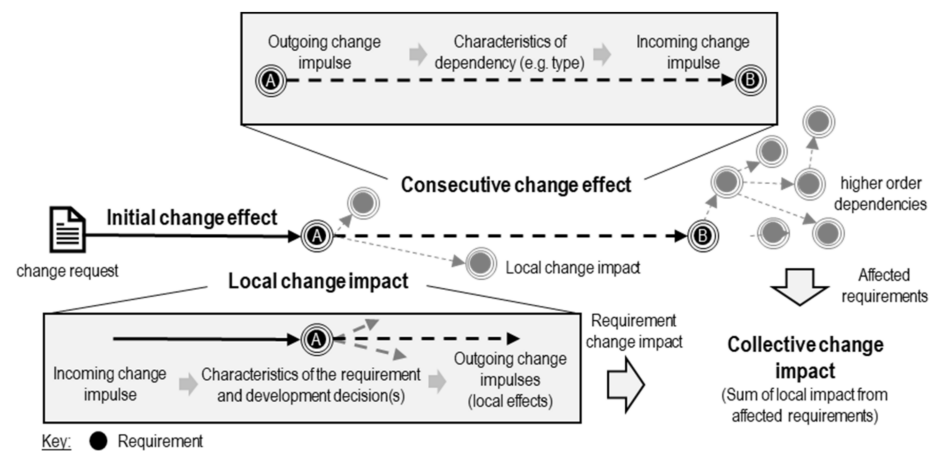 Outgoing change
impulse
Characteristics of
dependency (e.g. type)
Incoming change
impulse
A
B
Consecutive change effect
higher order
dependencies
Initial change effect
A
B
change request
Local change impact
Affected
requirements
Local change impact
A
Incoming change
impulse
Characteristics of the requirement
and development decision(s)
Outgoing change
impulses
(local effects)
Requirement
change impact
Collective change
impact
(Sum of local impact from
affected requirements)
Key: Requirement